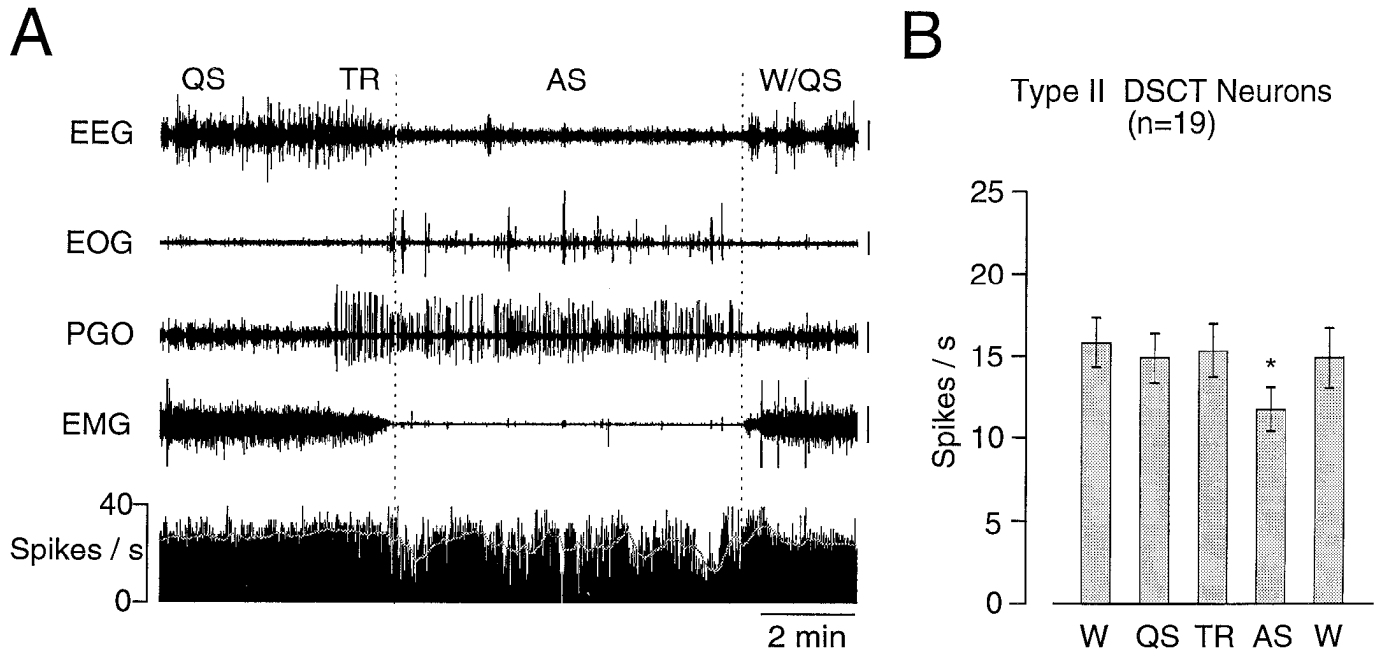 A
QS TR AS W/QS
EEG
EOG
PGO
EMG
40
Spikes / s
0
2 min
B
Type II DSCT Neurons
(n=19)
25
20
15
10
5
0
Spikes / s
*
W QS TR AS W